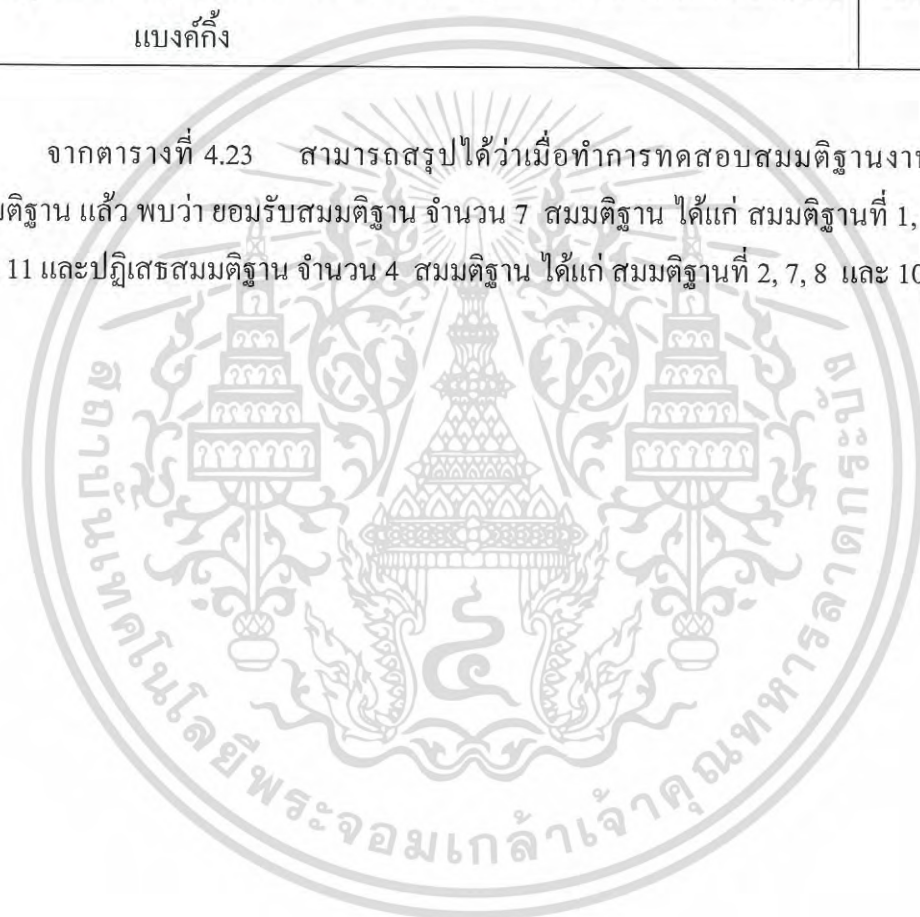 แบงค์กิ้ง
จากตารางที่ 4.23 สามารถสรุปได้ว่าเมื่อทำการทดสอบสมมติฐานงาน
มติฐาน แล้ว พบว่า ยอมรับสมมติฐาน จำนวน 7 สมมติฐาน ได้แก่ สมมติฐานที่ 1,
11 และปฏิเสธสมมติฐาน จำนวน 4 สมมติฐาน ได้แก่ สมมติฐานที่ 2, 7, 8 และ 10
สถาบันเทคโนโลยีพระจอมเกล้าเจ้าคุณทหารลาดกระบัง
๔